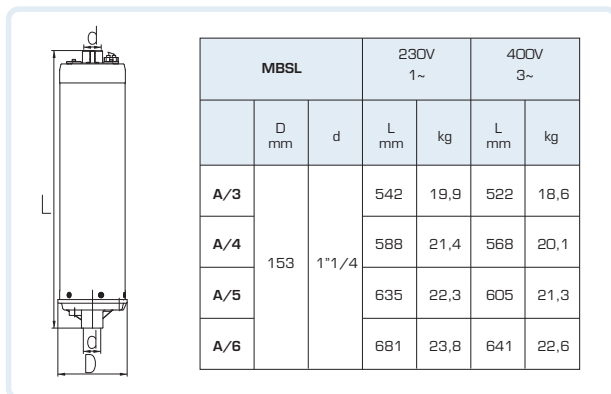 d
L
d
D
MBSL 230V 400V
1~ 3~
D d L kg L kg
mm mm mm
A/3 542 19,9 522 18,6
A/4 588 21,4 568 20,1
153 1"1/4
A/5 635 22,3 605 21,3
A/6 681 23,8 641 22,6